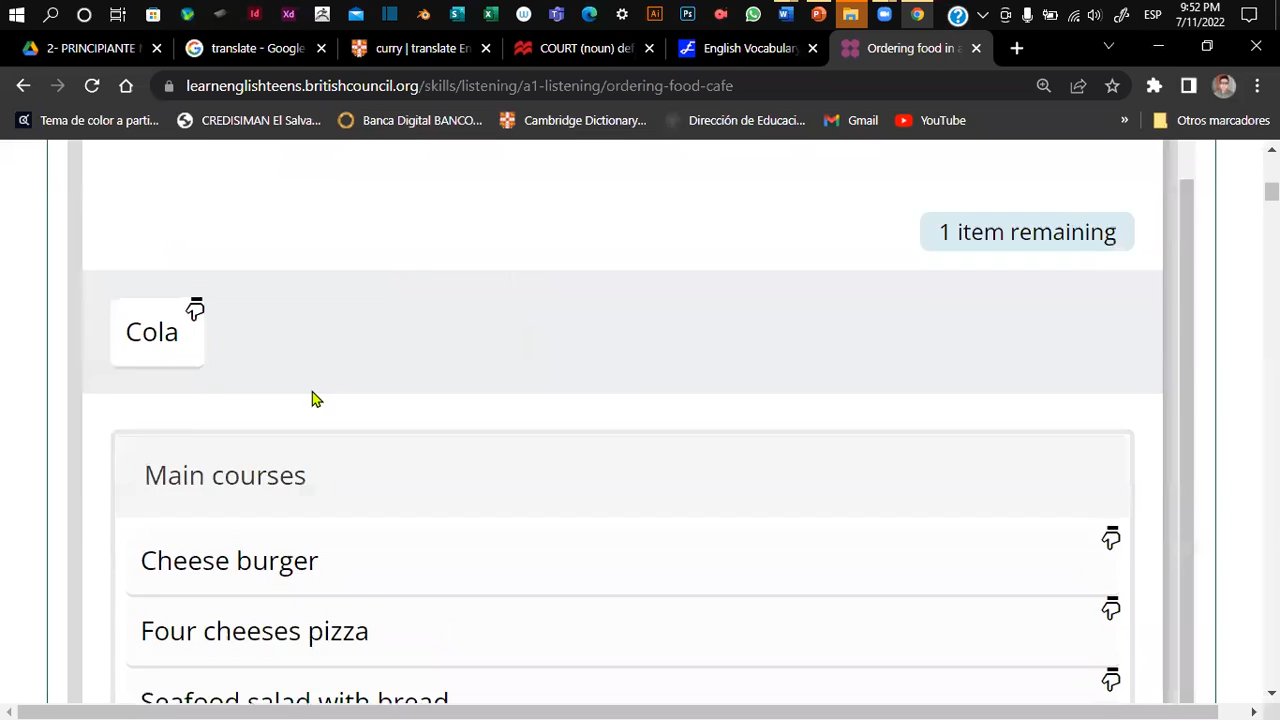 ESP
9:52 PM
7/11/2022
2- PRINCIPIANTE M
translate - Google
curry | translate En
COURT (noun) def
English Vocabulary
Ordering food in a
learnenglishteens.britishcouncil.org/skills/listening/a1-listening/ordering-food-cafe
Tema de color a parti...
CREDISIMAN El Salva...
Banca Digital BANCO...
Cambridge Dictionary...
Dirección de Educaci...
Gmail
YouTube
»
Otros marcadores
1 item remaining
Cola
Main courses
Cheese burger
Four cheeses pizza
Seafood salad with bread